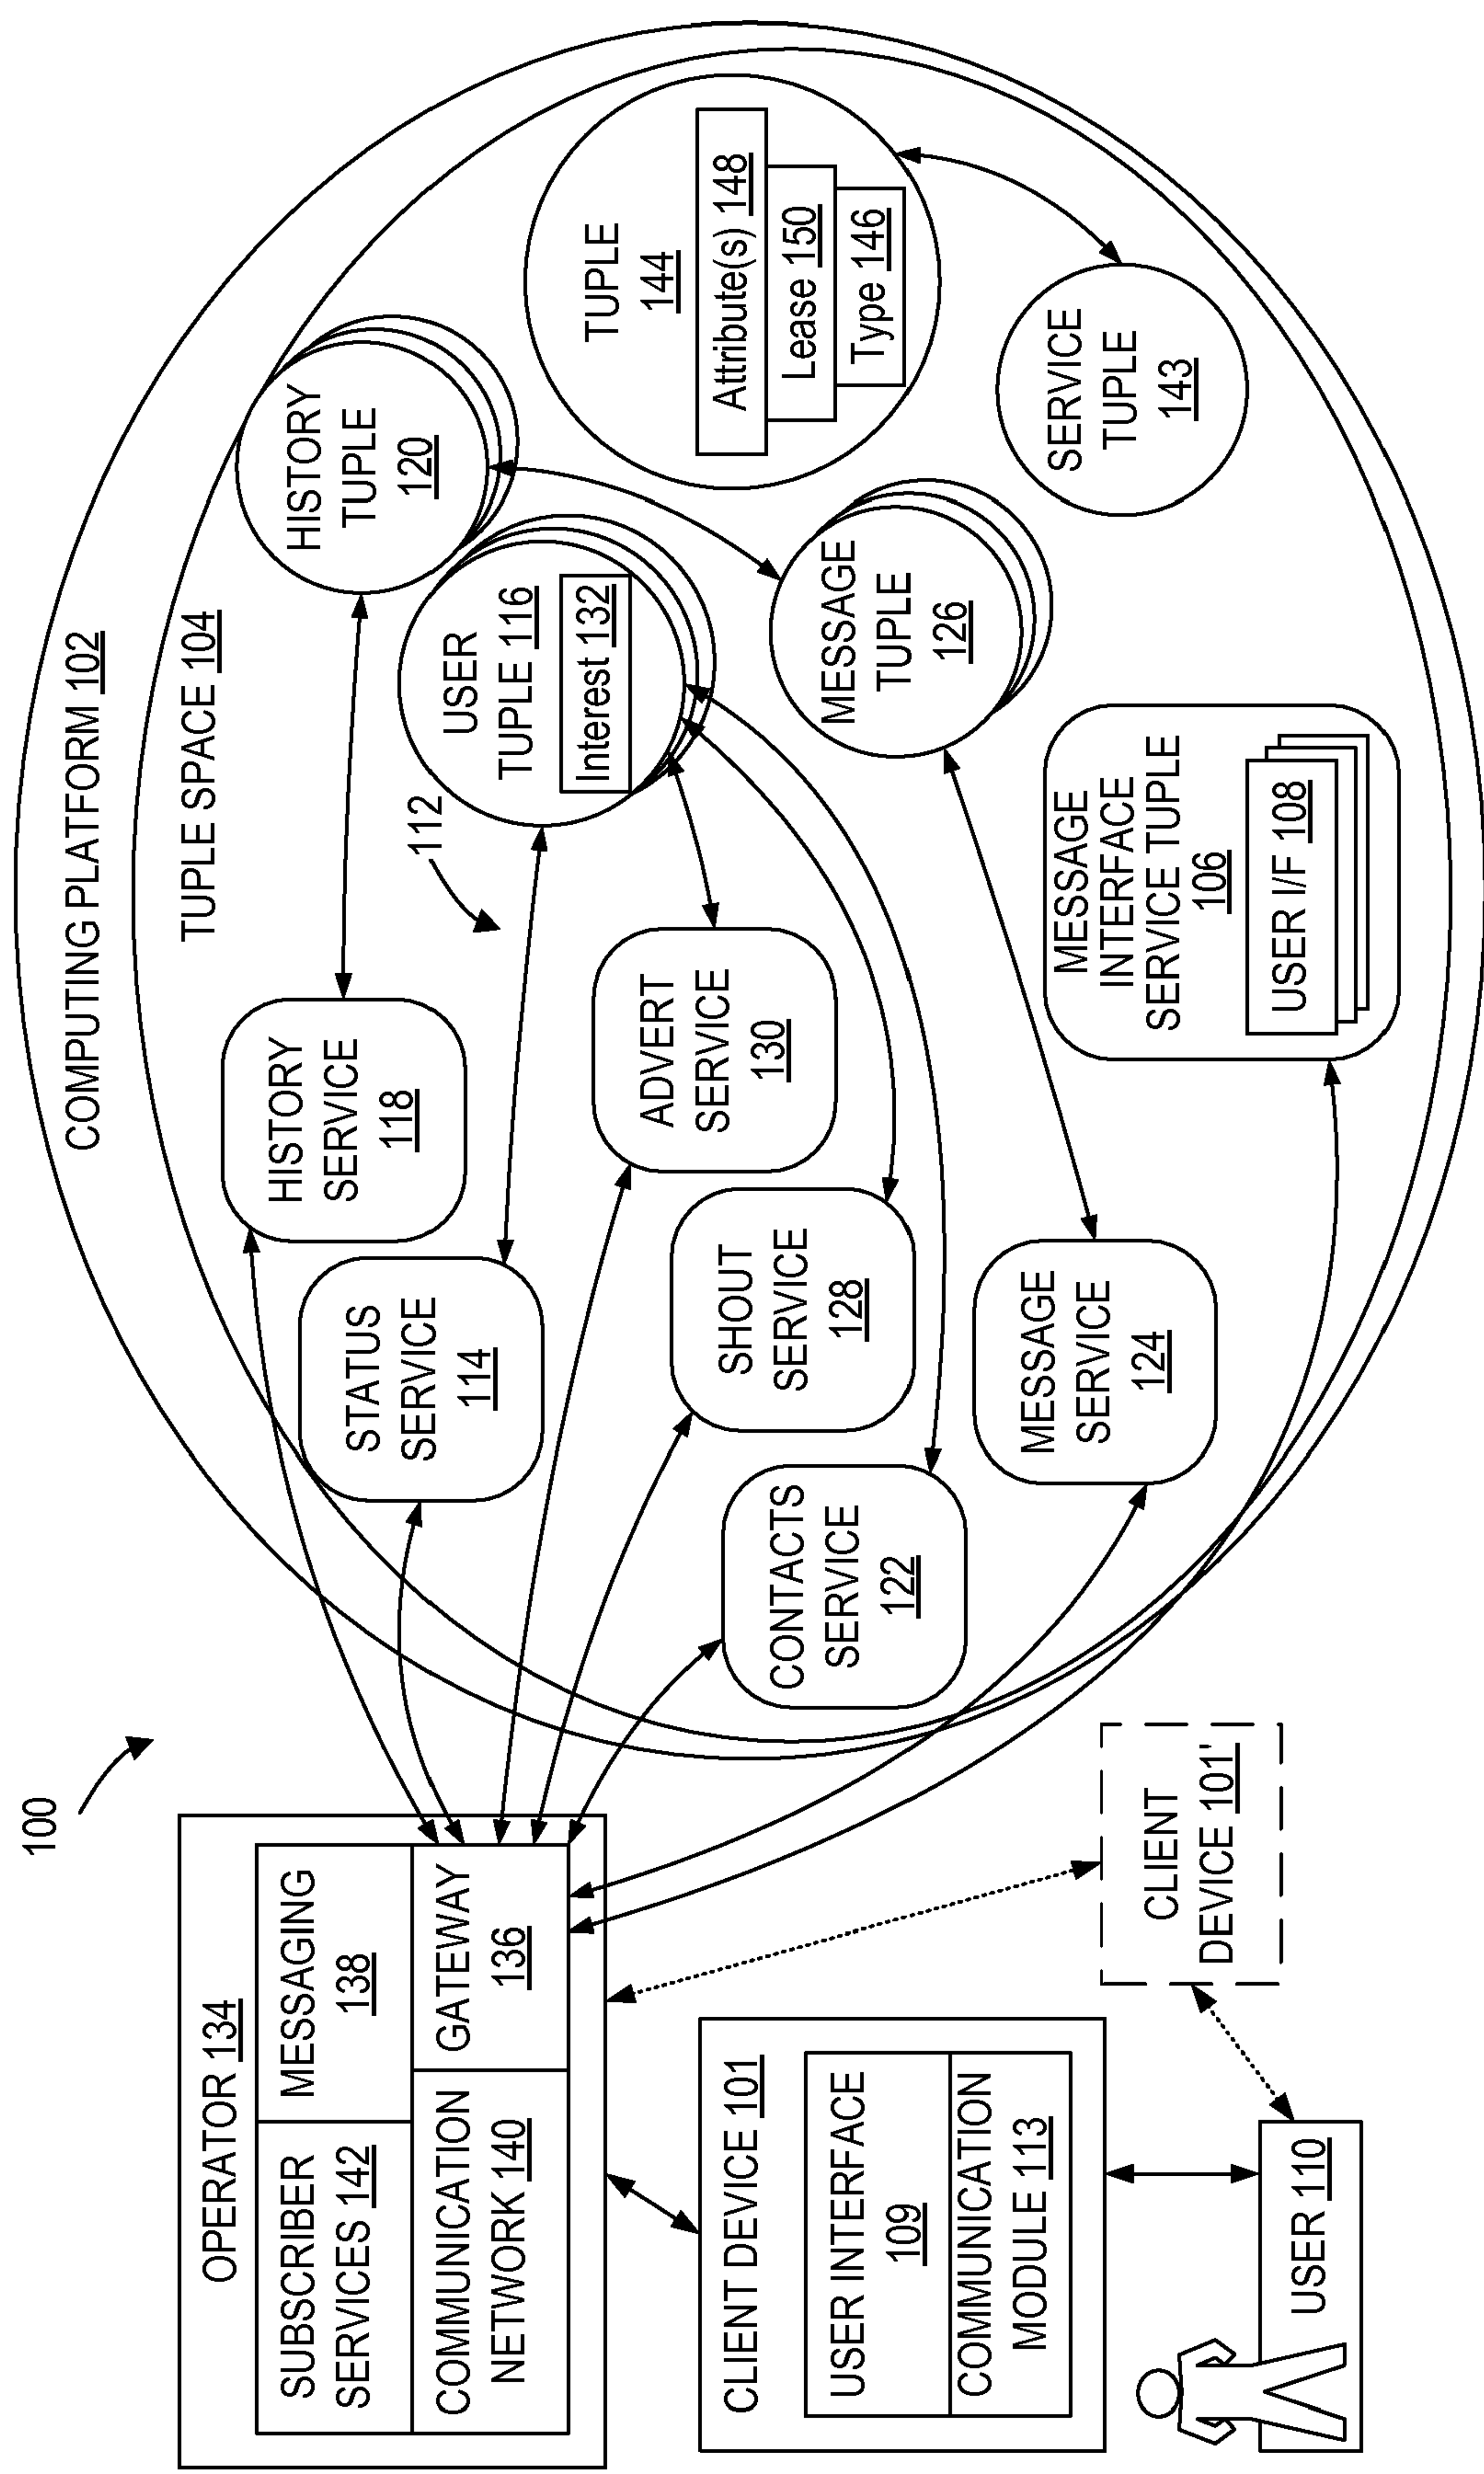 100
COMPUTING PLATFORM 102
TUPLE SPACE 104
OPERATOR 134
SUBSCRIBER
SERVICES 142
MESSAGING
138
COMMUNICATION
NETWORK 140
GATEWAY
136
HISTORY
SERVICE
118
HISTORY
TUPLE
120
STATUS
SERVICE
114
112
USER
TUPLE 116
Interest 132
ADVERT
SERVICE
130
SHOUT
SERVICE
128
CONTACTS
SERVICE
122
MESSAGE
SERVICE
124
MESSAGE
TUPLE
126
TUPLE
144
Attribute(s) 148
Lease 150
Type 146
SERVICE
TUPLE
143
MESSAGE
INTERFACE
SERVICE TUPLE
106
USER I/F 108
CLIENT DEVICE 101
USER INTERFACE
109
COMMUNICATION
MODULE 113
CLIENT
DEVICE 101'
USER 110